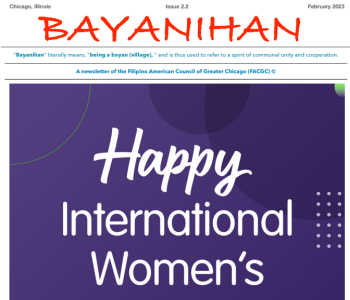 Chicago, Illinois Issue 2.2 February 2023
BAYANIHAN
"Bayanihan" literally means, "being a bayan (village), " and is thus used to refer to a spirit of communal unity and cooperation.
A newsletter of the Filipino American Council of Greater Chicago (FACGC) ©
Happy
International
Women's